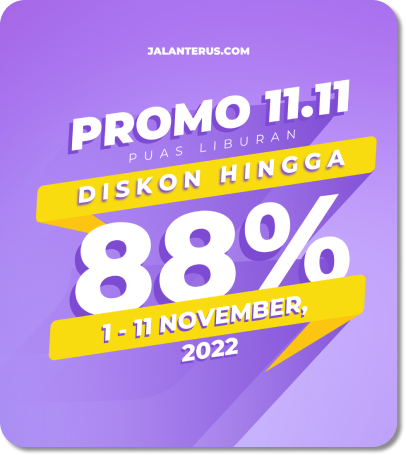 JALANTERUS.COM
PROMO 11.11
PUAS LIBURAN
DISKON HINGGA
88%
1 - 11 NOVEMBER,
2022